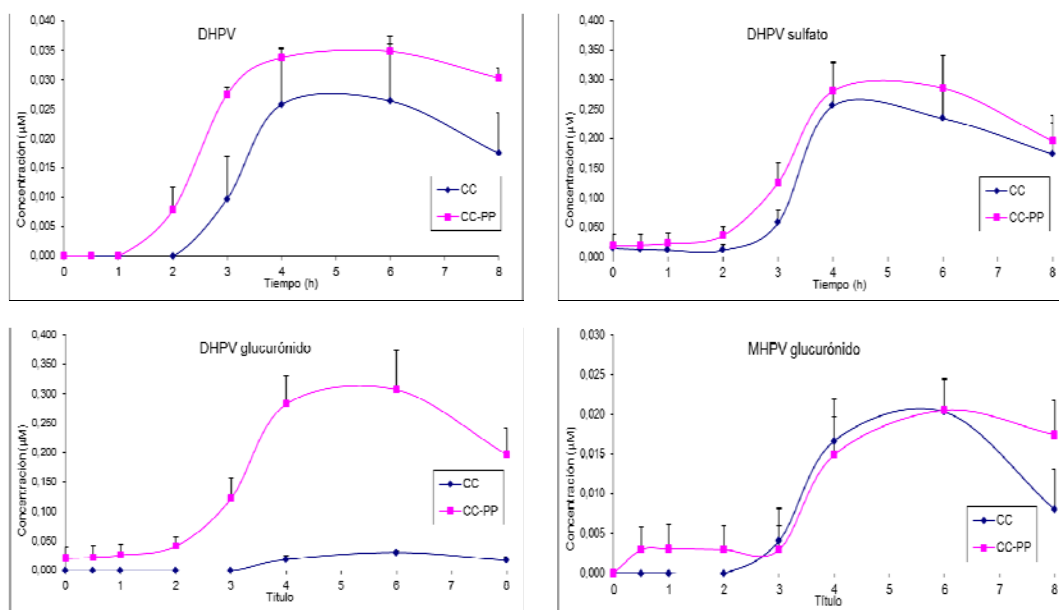 DHPV
Concentración (µM)
0,040
0,035
0,030
0,025
0,020
0,015
0,010
0,005
0,000
0 1 2 3 4 5 6 7 8
Tiempo (h)
CC
CC-PP
DHPV sulfato
Concentración (µM)
0,400
0,350
0,300
0,250
0,200
0,150
0,100
0,050
0,000
0 1 2 3 4 5 6 7 8
Tiempo (h)
CC
CC-PP
DHPV glucurónido
Concentración (µM)
0,400
0,350
0,300
0,250
0,200
0,150
0,100
0,050
0,000
0 1 2 3 4 5 6 7
Título
CC
CC-PP
MHPV glucurónido
Concentración (µM)
0,030
0,025
0,020
0,015
0,010
0,005
0,000
0 1 2 3 4 5 6 7 8
Título
CC
CC-PP